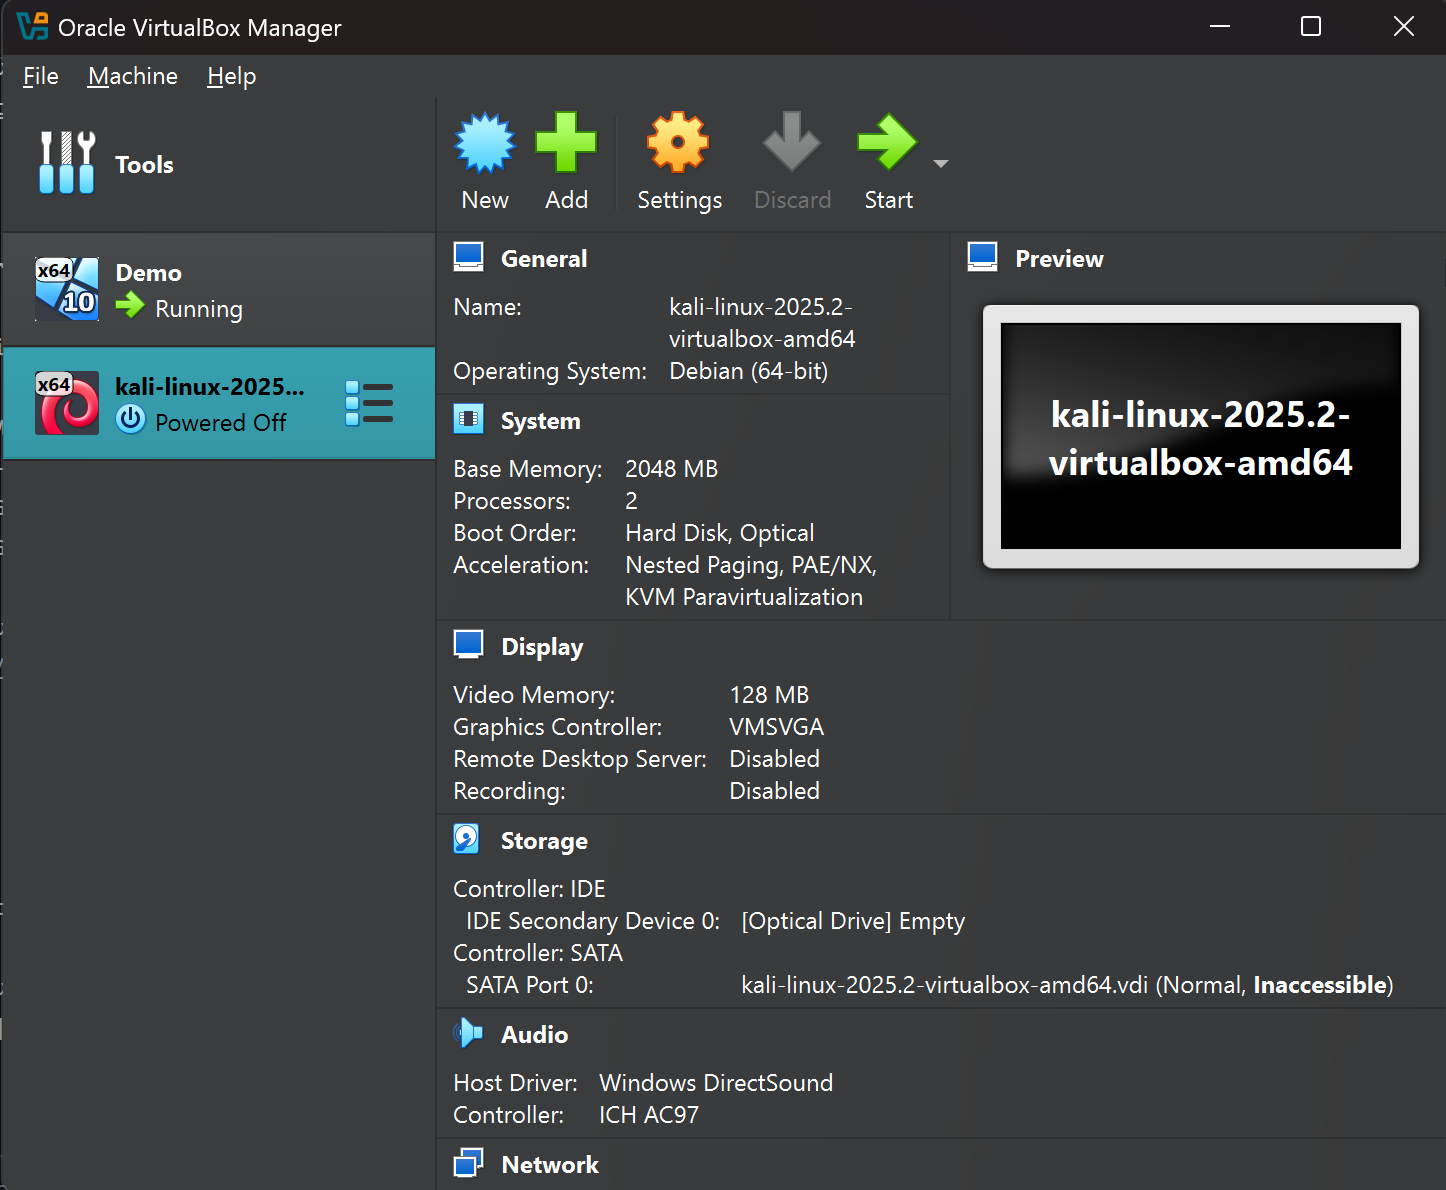 Oracle VirtualBox Manager
File Machine Help
Tools
New Add Settings Discard Start
x64
10
Demo
Running
x64
kali-linux-2025...
Powered Off
General
Name: kali-linux-2025.2-
virtualbox-amd64
Operating System: Debian (64-bit)
Preview
kali-linux-2025.2-
virtualbox-amd64
System
Base Memory: 2048 MB
Processors: 2
Boot Order: Hard Disk, Optical
Acceleration: Nested Paging, PAE/NX,
KVM Paravirtualization
Display
Video Memory: 128 MB
Graphics Controller: VMSVGA
Remote Desktop Server: Disabled
Recording: Disabled
Storage
Controller: IDE
IDE Secondary Device 0: [Optical Drive] Empty
Controller: SATA
SATA Port 0: kali-linux-2025.2-virtualbox-amd64.vdi (Normal, Inaccessible)
Audio
Host Driver: Windows DirectSound
Controller: ICH AC97
Network